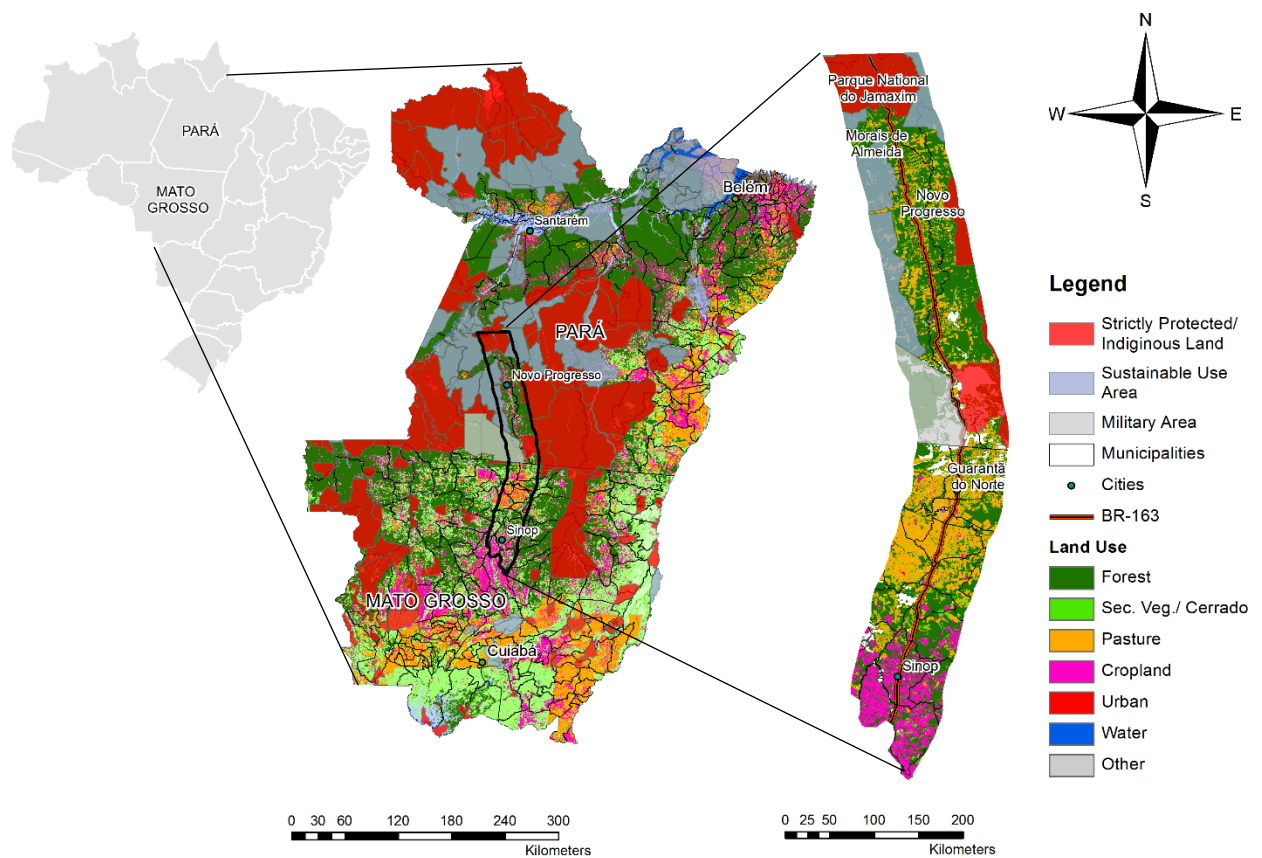 PARÁ
MATO
GROSSO
Belém
Santarém
PARÁ
Novo Progresso
Sinop
MATO GROSSO
Cuiabá
0 30 60 120 180 240 300
Kilometers
Parque National
do Jamaxim
Morais de
Almeida
Novo
Progresso
Guarantã
do Norte
Sinop
0 25 50 100 150 200
Kilometers
N
W
E
S
Legend
Strictly Protected/
Indiginous Land
Sustainable Use
Area
Military Area
Municipalities
Cities
BR-163
Land Use
Forest
Sec. Veg./ Cerrado
Pasture
Cropland
Urban
Water
Other